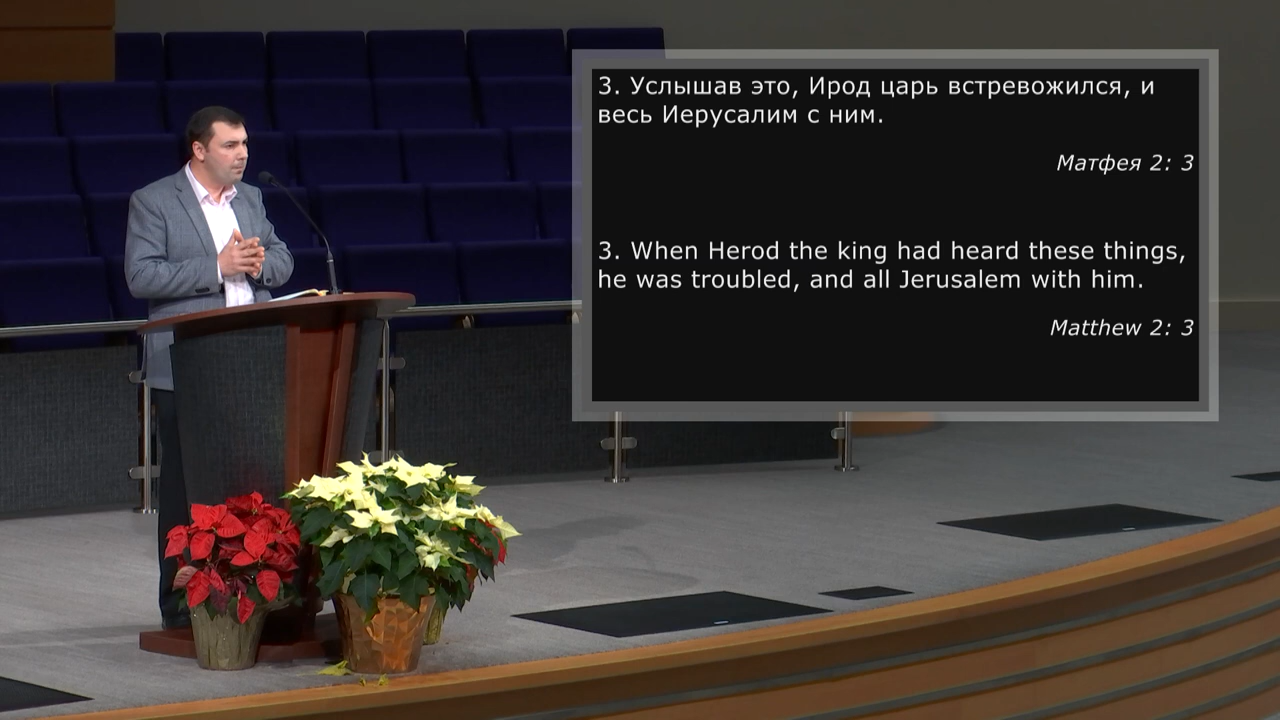 3. Услышав это, Ирод царь встревожился, и
весь Иерусалим с ним.
Матфея 2: 3
3. When Herod the king had heard these things,
he was troubled, and all Jerusalem with him.
Matthew 2: 3